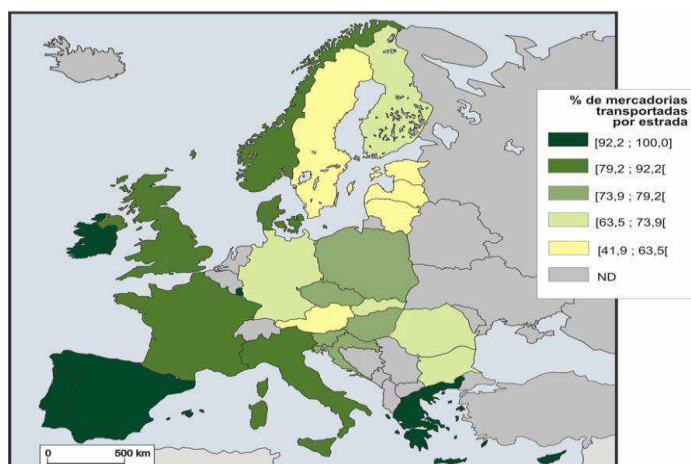 % de mercadorias
transportadas
por estrada
[92,2 ; 100,0]
[79,2 ; 92,2[
[73,9 ; 79,2[
[63,5 ; 73,9[
[41,9 ; 63,5[
ND
0 500 km